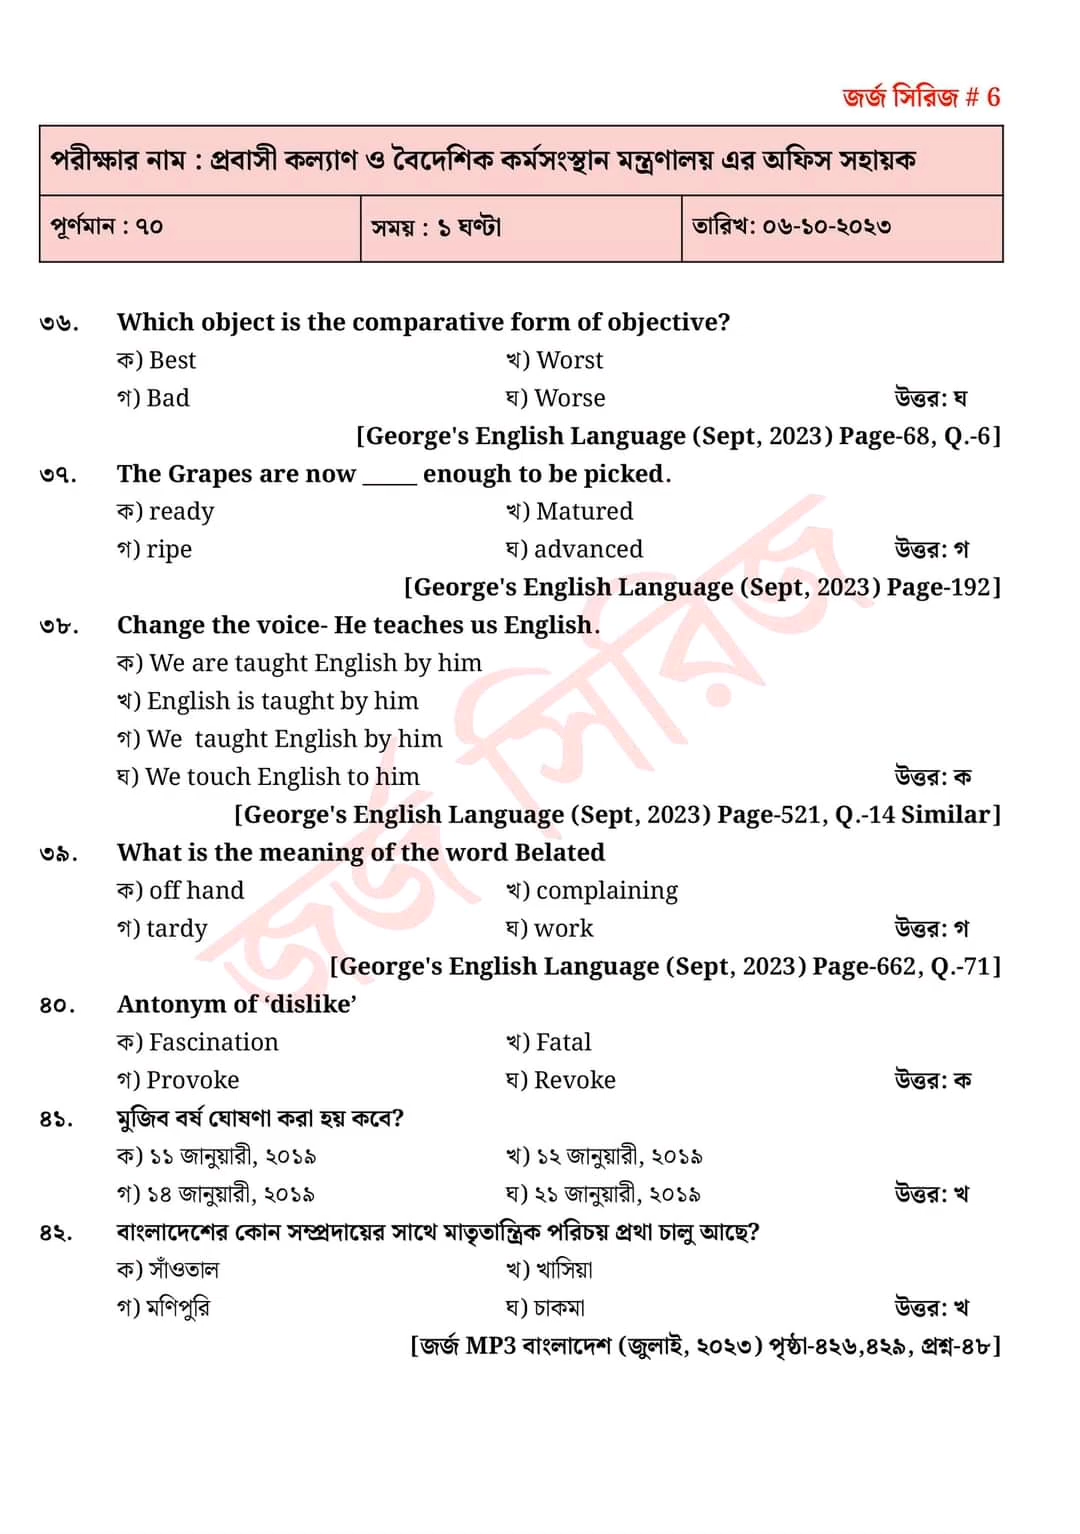 জর্জ সিরিজ # 6
পরীক্ষার নাম : প্রবাসী কল্যাণ ও বৈদেশিক কর্মসংস্থান মন্ত্রণালয় এর অফিস সহায়ক
পূর্ণমান : ৭০ সময় : ১ ঘণ্টা তারিখ: ০৬-১০-২০২৩
৩৬. Which object is the comparative form of objective?
ক) Best খ) Worst
গ) Bad ঘ) Worse উত্তর: ঘ
[George's English Language (Sept, 2023) Page-68, Q.-6]
৩৭. The Grapes are now _____ enough to be picked.
ক) ready খ) Matured
গ) ripe ঘ) advanced উত্তর: গ
[George's English Language (Sept, 2023) Page-192]
৩৮. Change the voice- He teaches us English.
ক) We are taught English by him
খ) English is taught by him
গ) We taught English by him
ঘ) We touch English to him উত্তর: ক
[George's English Language (Sept, 2023) Page-521, Q.-14 Similar]
৩৯. What is the meaning of the word Belated
ক) off hand খ) complaining
গ) tardy ঘ) work উত্তর: গ
[George's English Language (Sept, 2023) Page-662, Q.-71]
৪০. Antonym of ‘dislike’
ক) Fascination খ) Fatal
গ) Provoke ঘ) Revoke উত্তর: ক
৪১. মুজিব বর্ষ ঘোষণা করা হয় কবে?
ক) ১১ জানুয়ারী, ২০১৯ খ) ১২ জানুয়ারী, ২০১৯
গ) ১৪ জানুয়ারী, ২০১৯ ঘ) ২১ জানুয়ারী, ২০১৯ উত্তর: খ
৪২. বাংলাদেশের কোন সম্প্রদায়ের সাথে মাতৃতান্ত্রিক পরিচয় প্রথা চালু আছে?
ক) সাঁওতাল খ) খাসিয়া
গ) মণিপুরি ঘ) চাকমা উত্তর: খ
[জর্জ MP3 বাংলাদেশ (জুলাই, ২০২৩) পৃষ্ঠা-৪২৬,৪২৯, প্রশ্ন-৪৮]
জর্জ সিরিজ